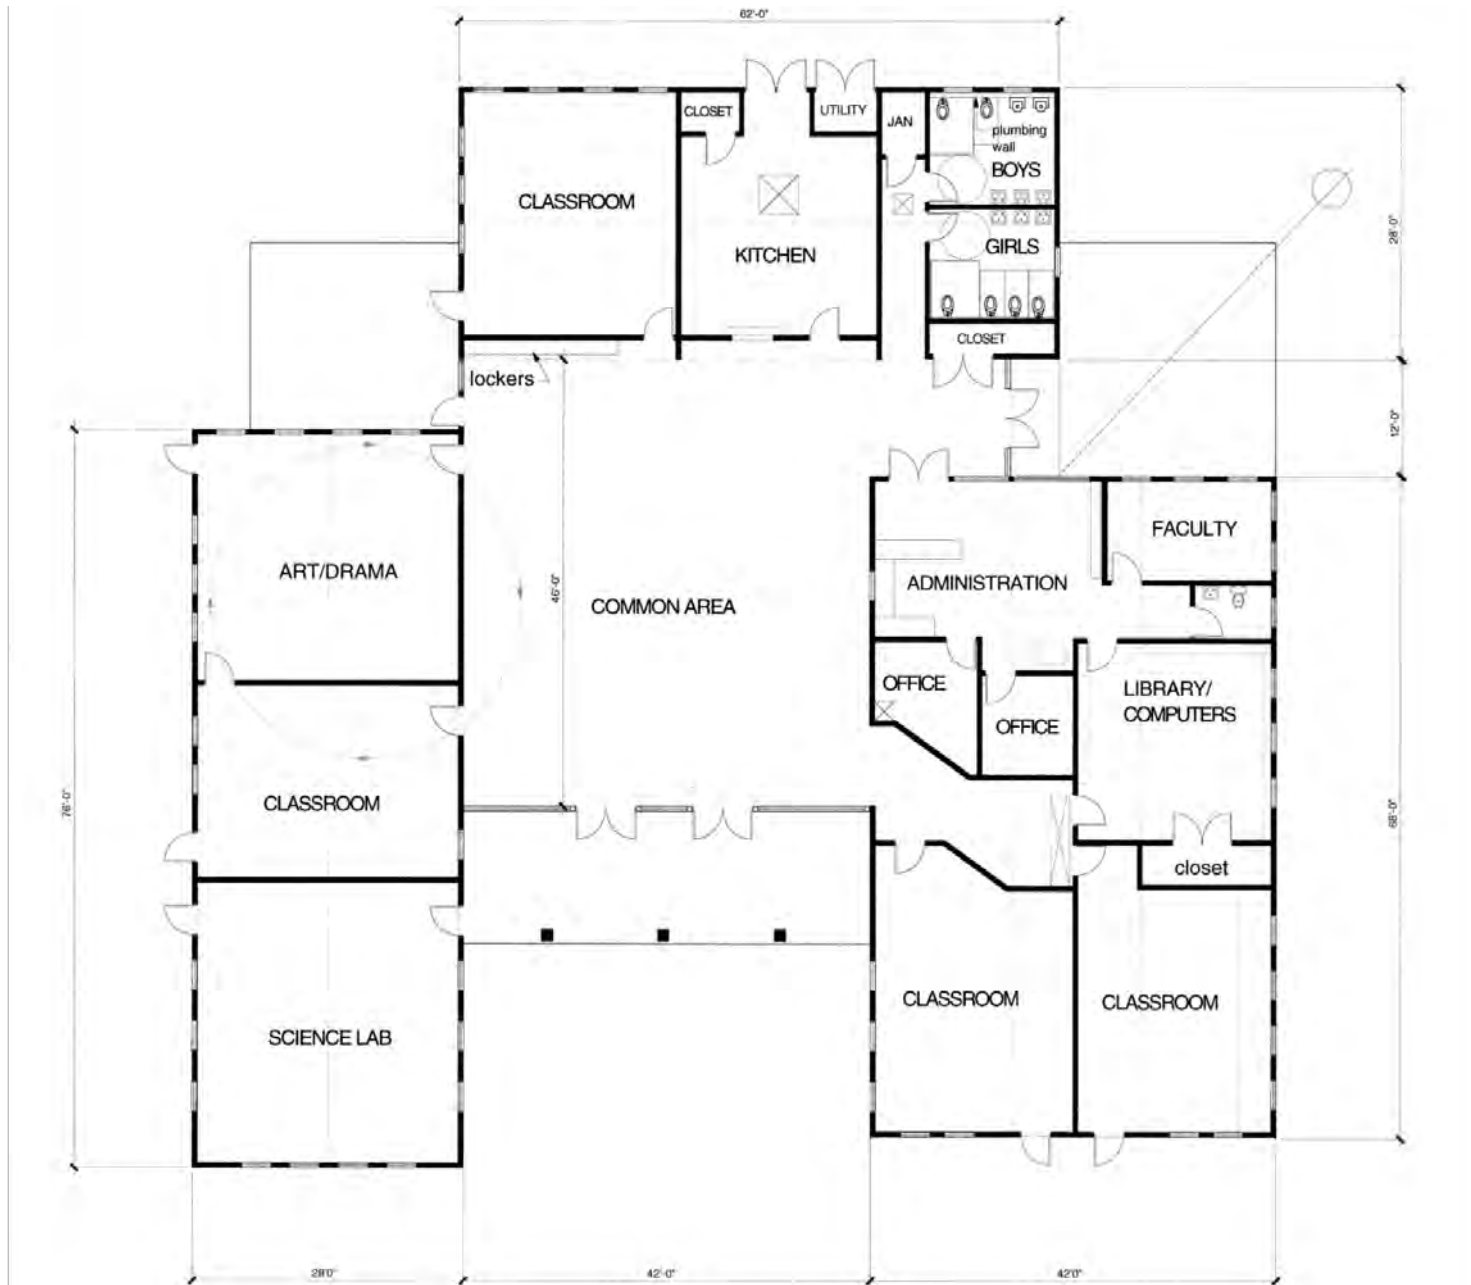 62'-0"
CLOSET
UTILITY
JAN
plumbing
wall
BOYS
CLASSROOM
KITCHEN
GIRLS
28'-0"
CLOSET
lockers
12'-0"
FACULTY
ART/DRAMA
ADMINISTRATION
46'-0"
COMMON AREA
OFFICE
LIBRARY/
COMPUTERS
OFFICE
CLASSROOM
76'-0"
68'-0"
closet
CLASSROOM
CLASSROOM
SCIENCE LAB
28'0"
42'-0"
42'0"